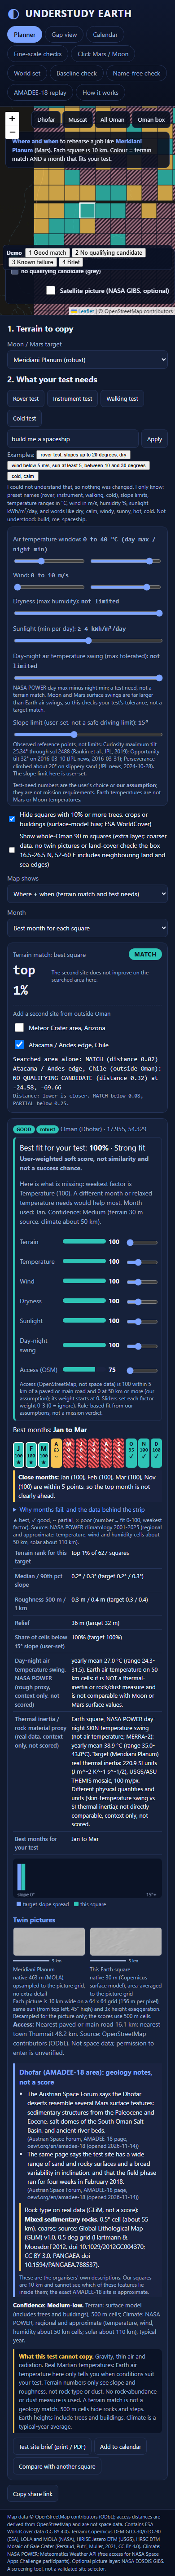 UNDERSTUDY EARTH
Planner
Gap view
Calendar
Fine-scale checks
Click Mars / Moon
World set
Baseline check
Name-free check
AMADEE-18 replay
How it works
+
−
Dhofar
Muscat
All Oman
Oman box
Where and when to rehearse a job like Meridiani
Planum (Mars). Each square is 10 km. Colour = terrain
match AND a month that fits your test.
Demo
1 Good match
2 No qualifying candidate
3 Known failure
4 Brief
no qualifying candidate (grey)
Satellite picture (NASA GIBS, optional)
Leaflet | © OpenStreetMap contributors
1. Terrain to copy
Moon / Mars target
Meridiani Planum (robust)
2. What your test needs
Rover test
Instrument test
Walking test
Cold test
build me a spaceship
Apply
Examples:
rover test, slopes up to 20 degrees, dry
wind below 5 m/s, sun at least 5, between 10 and 30 degrees
cold, calm
I could not understand that, so nothing was changed. I only know:
preset names (rover, instrument, walking, cold), slope limits,
temperature ranges in °C, wind in m/s, humidity %, sunlight
kWh/m²/day, and words like dry, calm, windy, sunny, hot, cold. Not
understood: build, me, spaceship.
Air temperature window: 0 to 40 °C (day max /
night min)
Wind: 0 to 10 m/s
Dryness (max humidity): not limited
Sunlight (min per day): ≥ 4 kWh/m²/day
Day-night air temperature swing (max tolerated): not
limited
NASA POWER day max minus night min; a test need, not a
terrain match. Moon and Mars surface swings are far larger
than Earth air swings, so this checks your test's tolerance, not a
target match.
Slope limit (user-set, not a safe driving limit): 15°
Observed reference points, not limits: Curiosity maximum tilt
25.34° through sol 2488 (Rankin et al., JPL, 2019); Opportunity
tilt 32° on 2016-03-10 (JPL news, 2016-03-31); Perseverance
climbed about 20° on slippery sand (JPL news, 2024-10-28).
The slope limit here is user-set.
Test-need numbers are the user's choice or our assumption; they
are not mission requirements. Earth temperatures are not
Mars or Moon temperatures.
Hide squares with 10% or more trees, crops or
buildings (surface-model bias; ESA WorldCover)
Show whole-Oman 90 m squares (extra layer: coarser
data, no twin pictures or land-cover check; the box
16.5-26.5 N, 52-60 E includes neighbouring land and
sea edges)
Map shows
Where + when (terrain match and test needs)
Month
Best month for each square
Terrain match: best square
MATCH
top
1%
The second site does not improve on the
searched area here.
Add a second site from outside Oman
Meteor Crater area, Arizona
Atacama / Andes edge, Chile
Searched area alone: MATCH (distance 0.02)
Atacama / Andes edge, Chile (outside Oman):
NO QUALIFYING CANDIDATE (distance 0.32) at
-24.58, -69.66
Distance: lower is closer. MATCH below 0.08,
PARTIAL below 0.25.
GOOD
robust
Oman (Dhofar) · 17.955, 54.329
Best fit for your test: 100% · Strong fit
User-weighted soft score, not similarity and
not a success chance.
Here is what is missing: weakest factor is
Temperature (100). A different month or relaxed
temperature needs would help most. Month
used: Jan. Confidence: Medium (terrain 30 m
source, climate about 50 km).
Terrain
100
Temperature
100
Wind
100
Dryness
100
Sunlight
100
Day-night
swing
100
Access (OSM)
75
Access (OpenStreetMap, not space data) is 100 within 5
km of a paved or main road and 0 at 50 km or more (our
assumption); its weight starts at 0. Sliders set each factor
weight 0-3 (0 = ignore). Rule-based from our
assumptions, not a mission verdict.
Best months: Jan to Mar
Close months: Jan (100), Feb (100), Mar (100), Nov
(100) are within 5 points, so the top month is not
clearly ahead.
Why months fail, and the data behind the strip
★ best, ✓ good, ~ partial, × poor (number = fit 0-100, factor
weights equal). Source: NASA POWER climatology 2001-2025 (regional
and approximate, temperature, wind and humidity cells about 50 km;
solar about 110 km).
Terrain rank for this
target
top 1% of 627 squares
Median / 90th pct
slope
0.2° / 0.3° (target 0.2° / 0.3°)
Roughness 500 m /
1 km
0.3 m / 0.4 m (target 0.3 / 0.4)
Relief
36 m (target 32 m)
Share of cells below
15° slope (user-set)
100% (target 100%)
Day-night air
temperature swing,
NASA POWER
(rough proxy,
context only, not
scored)
yearly mean 27.0 °C (range 24.3-
31.5). Earth air temperature on 50
km cells: it is NOT a thermal-
inertia or rock/dust measure and is
not comparable with Moon or
Mars surface values.
Thermal inertia /
rock-material proxy
(real data, context
only, not scored)
Earth square, NASA POWER day-
night SKIN temperature swing
(not air temperature; MERRA-2):
yearly mean 38.9 °C (range 35.0-
43.8°C). Target (Meridiani Planum)
real thermal inertia: 220.9 SI units
(J m^-2 K^-1 s^-1/2), USGS/ASU
THEMIS mosaic, 100 m/px.
Different physical quantities and
units (skin-temperature swing vs
SI thermal inertia): not directly
comparable, context only, not
scored.
Best months for
your test
Jan to Mar
slope 0°
15°+
target slope spread
this square
Twin pictures
5 km
5 km
Meridiani Planum
native 463 m (MOLA),
upsampled to the picture grid,
no extra detail
This Earth square
native 30 m (Copernicus
surface model), area-averaged
to the picture grid
Each picture is 10 km wide on a 64 x 64 grid (156 m per pixel),
same sun (from top left, 45° high) and 3x height exaggeration.
Resampled for the picture only; the scores use 500 m cells.
Access: Nearest paved or main road 16.1 km; nearest
town Thumrait 48.2 km. Source: OpenStreetMap
contributors (ODbL). Not space data: permission to
enter is unverified.
Dhofar (AMADEE-18 area): geology notes,
not a score
The Austrian Space Forum says the Dhofar
deserts resemble several Mars surface features:
sedimentary structures from the Paleocene and
Eocene, salt domes of the South Oman Salt
Basin, and ancient river beds.
(Austrian Space Forum, AMADEE-18 page,
oewf.org/en/amadee-18 (opened 2026-11-14))
The same page says the test site has a wide
range of sand and rocky surfaces and a broad
variability in inclination, and that the field phase
ran for four weeks in February 2018.
(Austrian Space Forum, AMADEE-18 page,
oewf.org/en/amadee-18 (opened 2026-11-14))
Rock type on real data (GLiM, not a score):
Mixed sedimentary rocks. 0.5° cell (about 55
km), coarse; source: Global Lithological Map
(GLiM) v1.0, 0.5 deg grid (Hartmann &
Moosdorf 2012, doi 10.1029/2012GC004370;
CC BY 3.0, PANGAEA doi
10.1594/PANGAEA.788537).
These are the organisers' own descriptions. Our squares are
10 km and cannot see which of these features he
introduces; the exact AMADEE-18 site is approximate.
Confidence: Medium-low. Terrain: surface model
(includes trees and buildings), 500 m cells; Climate:
NASA POWER, regional and approximate (temperature, wind,
humidity about 50 km cells; solar about 110 km), typical
year.
What this test cannot copy. Gravity, thin air and
radiation. Real Martian temperatures: Earth air
temperature here only tells you when conditions suit
your test. Terrain numbers only say slopes and
roughness, not rock type or dust. No rock-abundance
or dust measure is used. A terrain match is not a
geology match. 500 m cells hide rocks and steps.
Earth heights include trees and buildings. Climate is
a typical-year average.
Test site brief (print / PDF)
Add to calendar
Compare with another square
Copy share link
Map data © OpenStreetMap contributors (ODbL); access distances are
derived from OpenStreetMap and are not space data. Contains ESA
WorldCover data (CC BY 4.0). Terrain: Copernicus DEM GLO-30/GLO-90